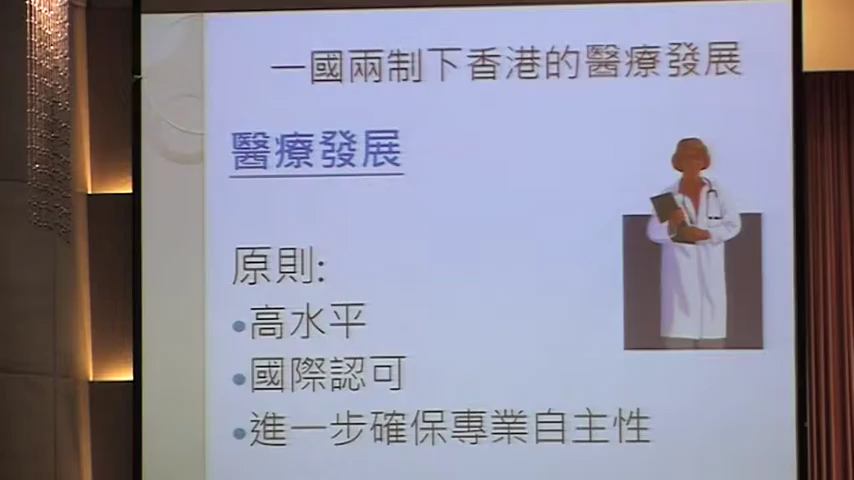 一國兩制下香港的醫療發展
醫療發展
原則:
•高水平
•國際認可
•進一步確保專業自主性